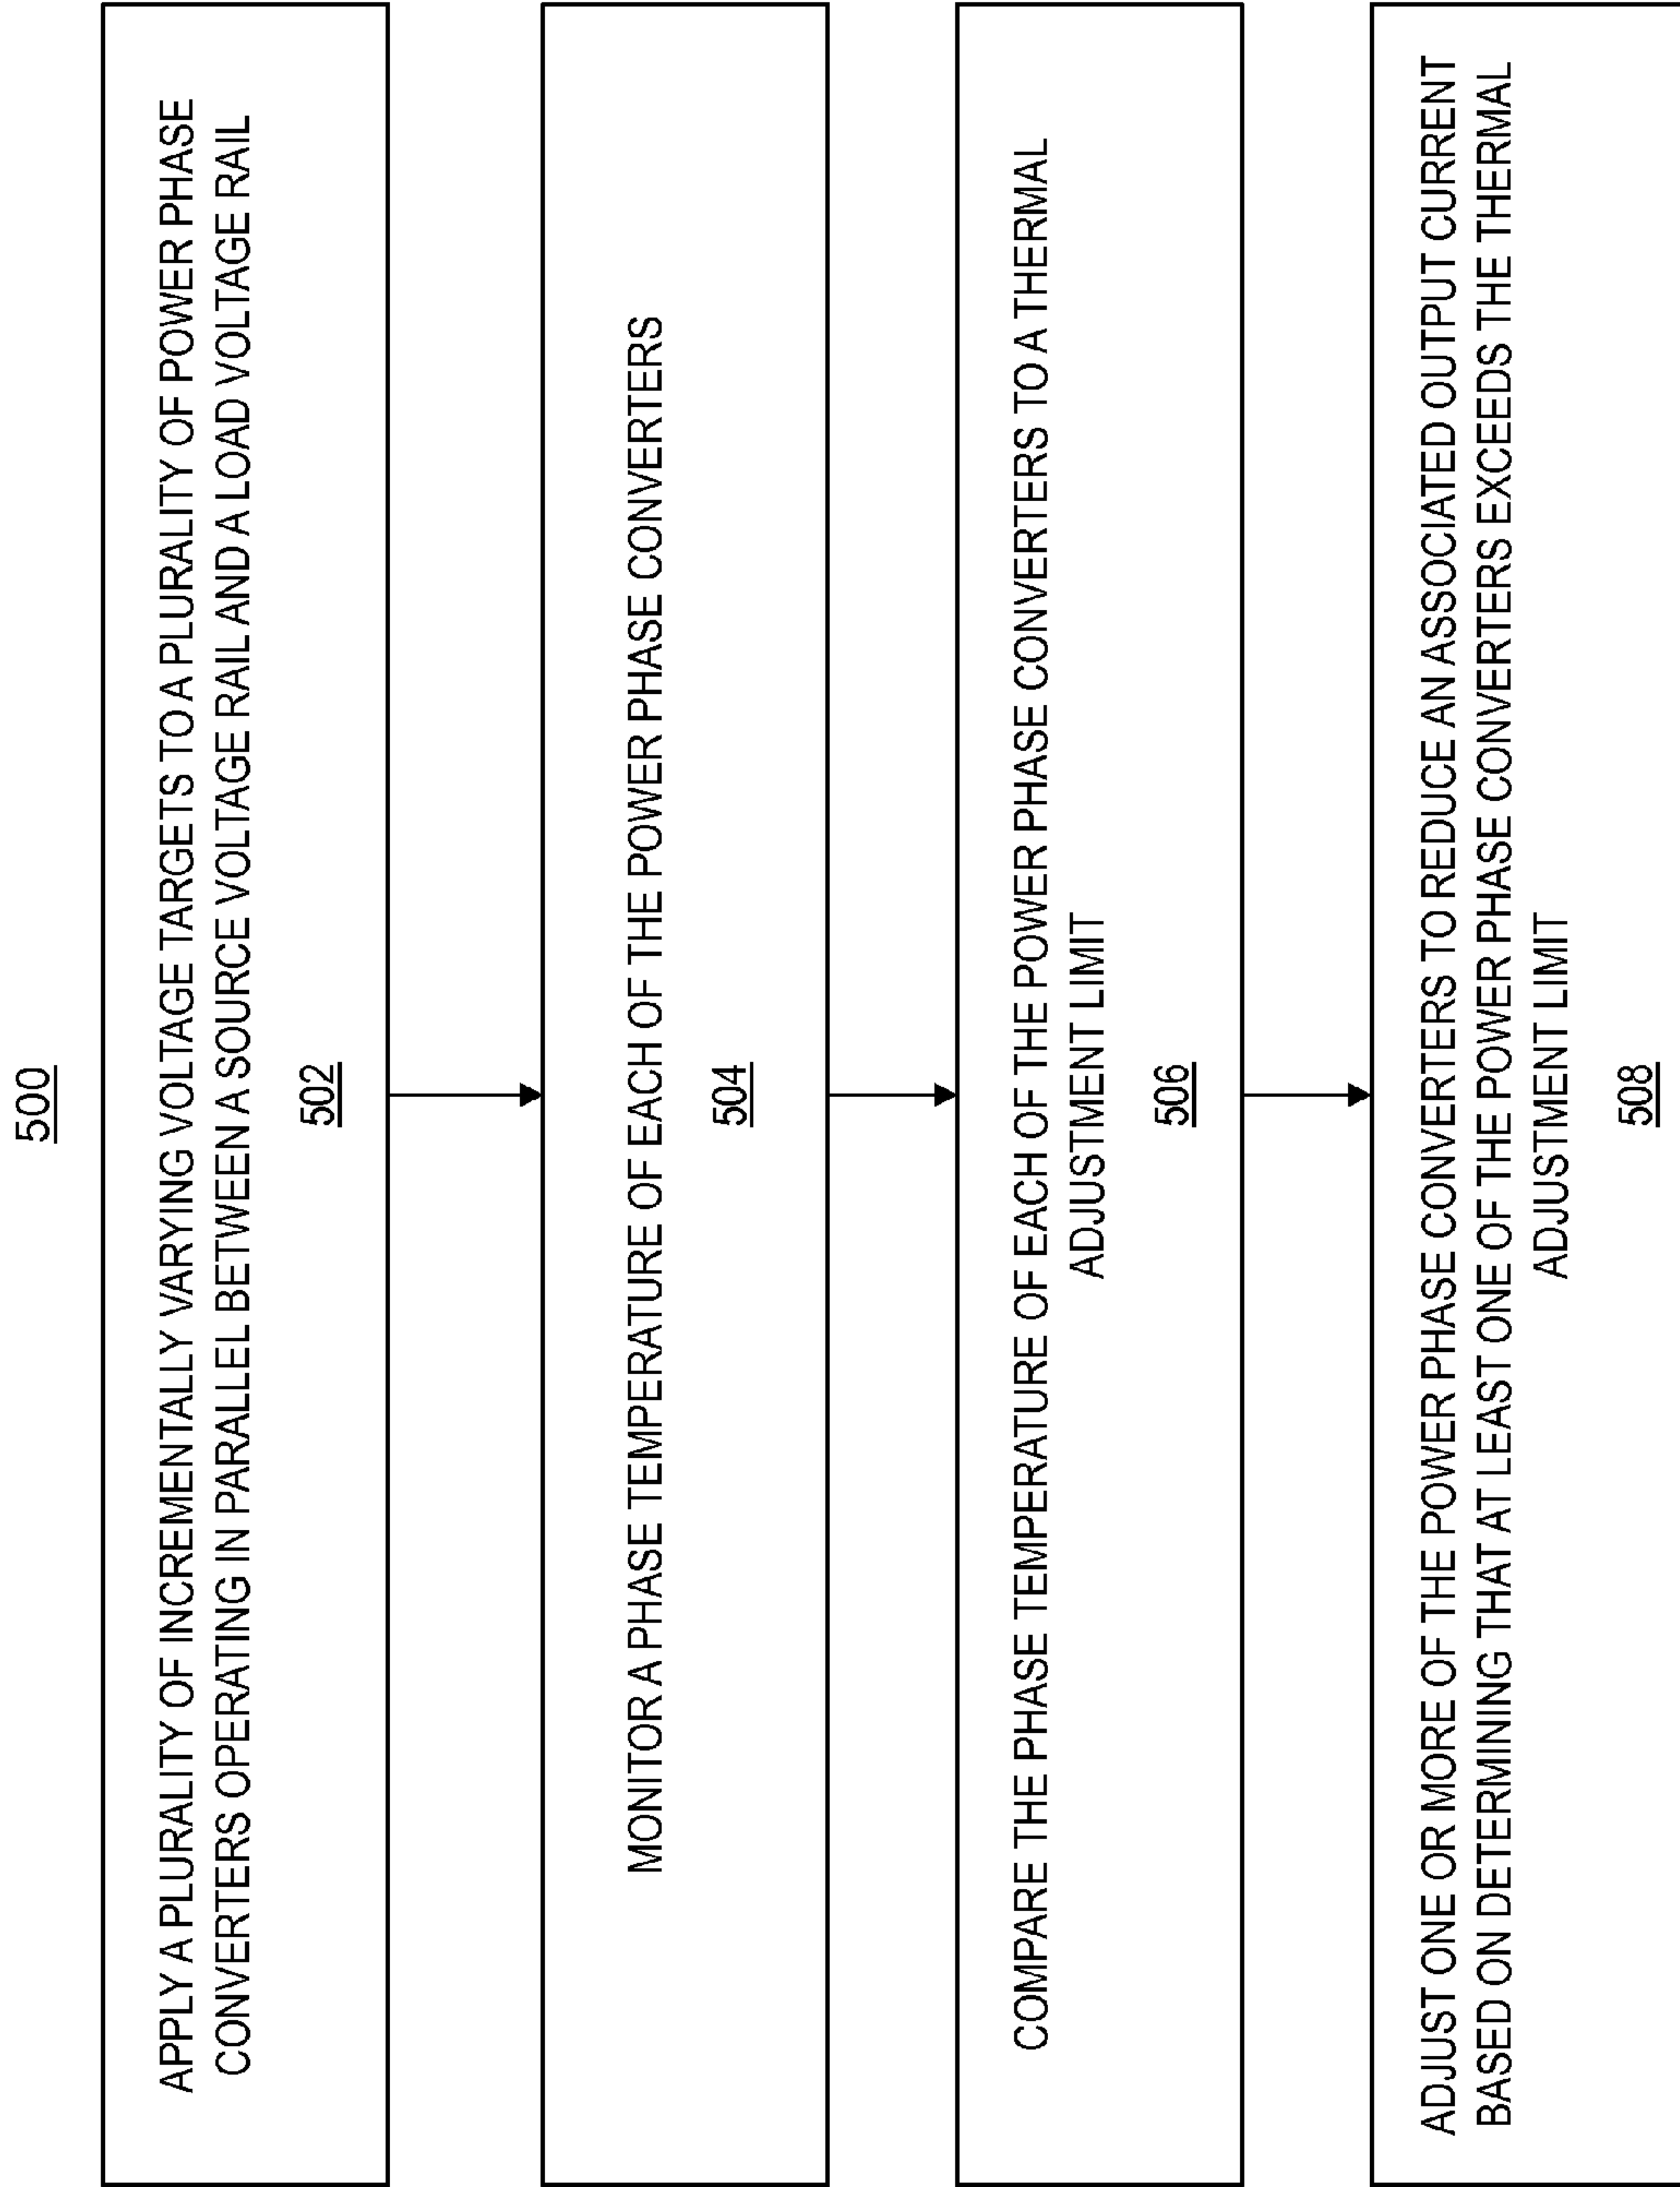 500
APPLY A PLURALITY OF INCREMENTALLY VARYING VOLTAGE TARGETS TO A PLURALITY OF POWER PHASE
CONVERTERS OPERATING IN PARALLEL BETWEEN A SOURCE VOLTAGE RAIL AND A LOAD VOLTAGE RAIL
502
MONITOR A PHASE TEMPERATURE OF EACH OF THE POWER PHASE CONVERTERS
504
COMPARE THE PHASE TEMPERATURE OF EACH OF THE POWER PHASE CONVERTERS TO A THERMAL
ADJUSTMENT LIMIT
506
ADJUST ONE OR MORE OF THE POWER PHASE CONVERTERS TO REDUCE AN ASSOCIATED OUTPUT CURRENT
BASED ON DETERMINING THAT AT LEAST ONE OF THE POWER PHASE CONVERTERS EXCEEDS THE THERMAL
ADJUSTMENT LIMIT
508